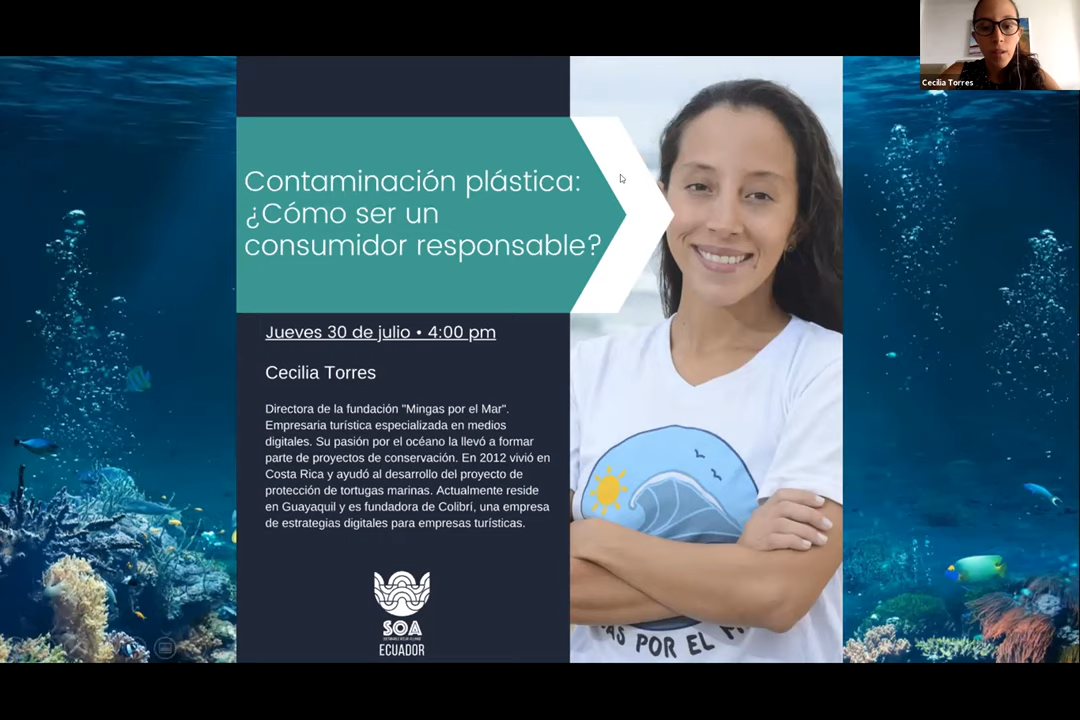 Cecilia Torres
Contaminación plástica:
¿Cómo ser un
consumidor responsable?
Jueves 30 de julio • 4:00 pm
Cecilia Torres
Directora de la fundación "Mingas por el Mar".
Empresaria turística especializada en medios
digitales. Su pasión por el océano la llevó a formar
parte de proyectos de conservación. En 2012 vivió en
Costa Rica y ayudó al desarrollo del proyecto de
protección de tortugas marinas. Actualmente reside
en Guayaquil y es fundadora de Colibrí, una empresa
de estrategias digitales para empresas turísticas.
SOA
ECUADOR
AS POR EL